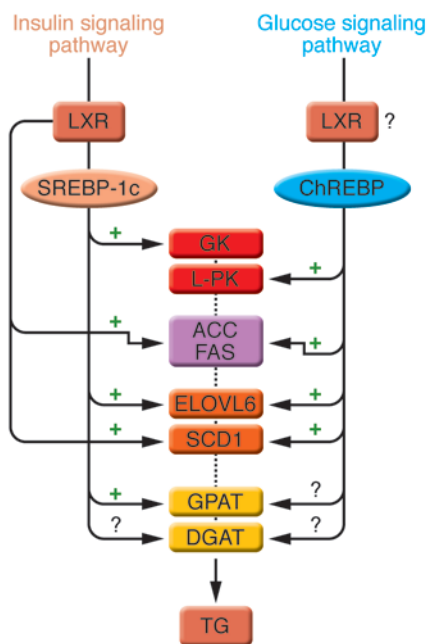 Insulin signaling
pathway
Glucose signaling
pathway
LXR
LXR ?
SREBP-1c
ChREBP
+
GK
L-PK
+
+
ACC
FAS
+
+
ELOVL6
+
+
SCD1
+
+
GPAT
?
?
DGAT
?
TG